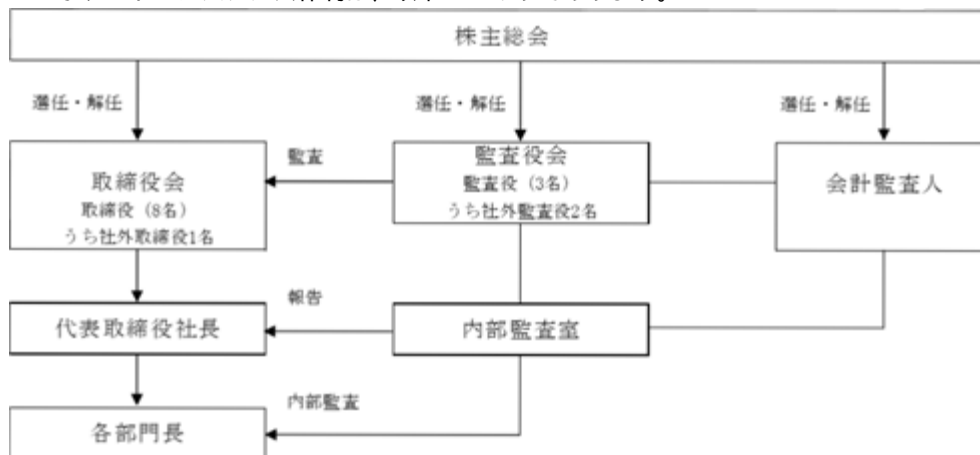 株主総会
選任・解任
選任・解任
選任・解任
取締役会
取締役（8名）
うち社外取締役1名
監査
監査役会
監査役（3名）
うち社外監査役2名
会計監査人
代表取締役社長
報告
内部監査室
各部門長
内部監査